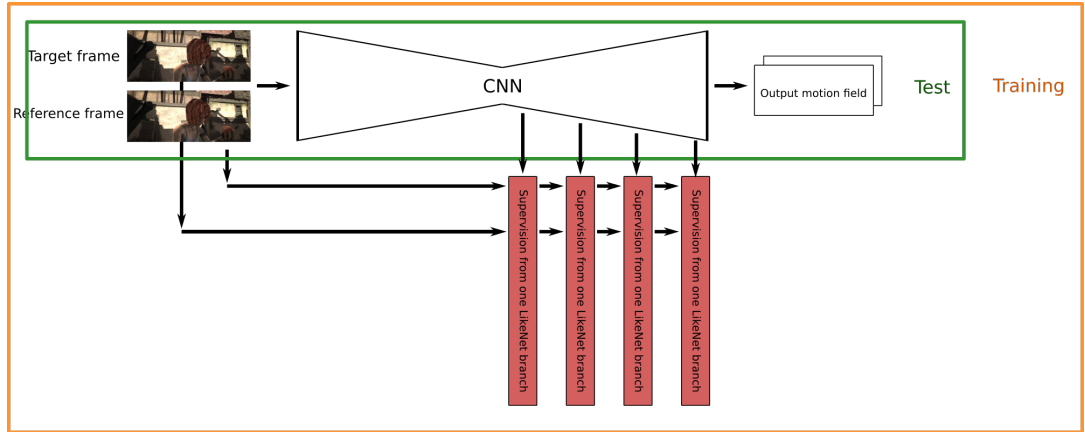 Target frame
Reference frame
CNN
Output motion field
Test
Training
Supervision from one LikeNet branch
Supervision from one LikeNet branch
Supervision from one LikeNet branch
Supervision from one LikeNet branch